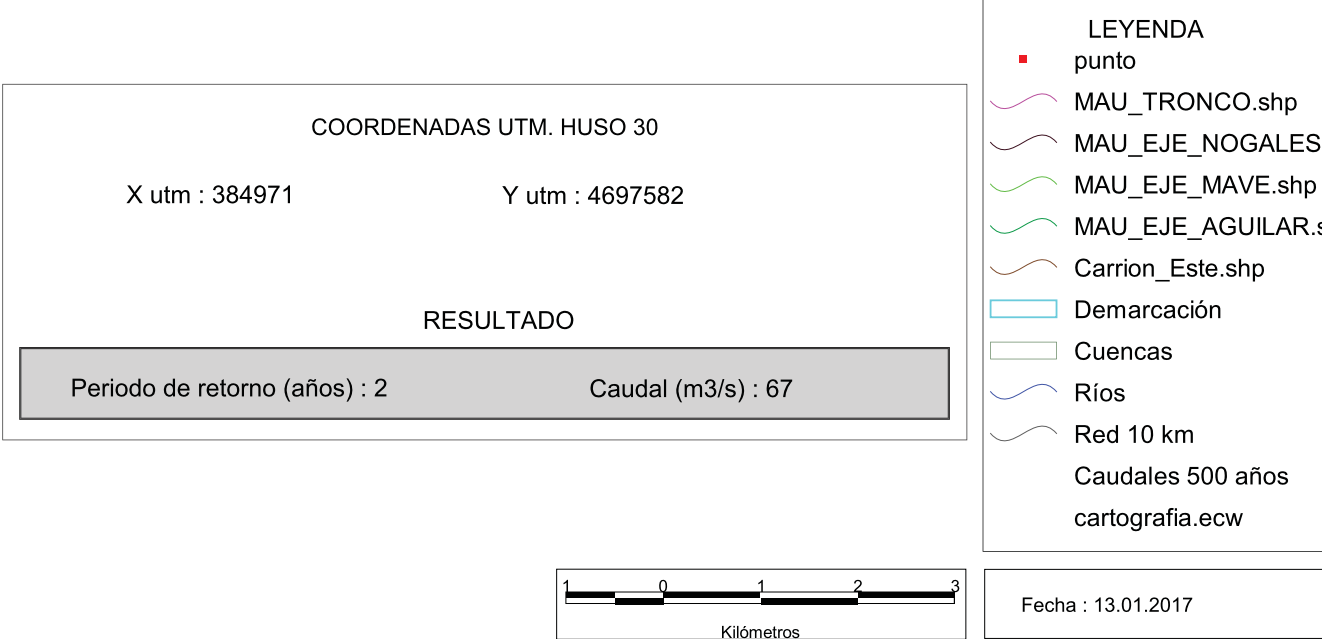 COORDENADAS UTM. HUSO 30
X utm : 384971 Y utm : 4697582
RESULTADO
Periodo de retorno (años) : 2 Caudal (m3/s) : 67
LEYENDA
punto
MAU_TRONCO.shp
MAU_EJE_NOGALES
MAU_EJE_MAVE.shp
MAU_EJE_AGUILAR.s
Carrion_Este.shp
Demarcación
Cuencas
Ríos
Red 10 km
Caudales 500 años
cartografia.ecw
1 0 1 2 3
Kilómetros
Fecha : 13.01.2017